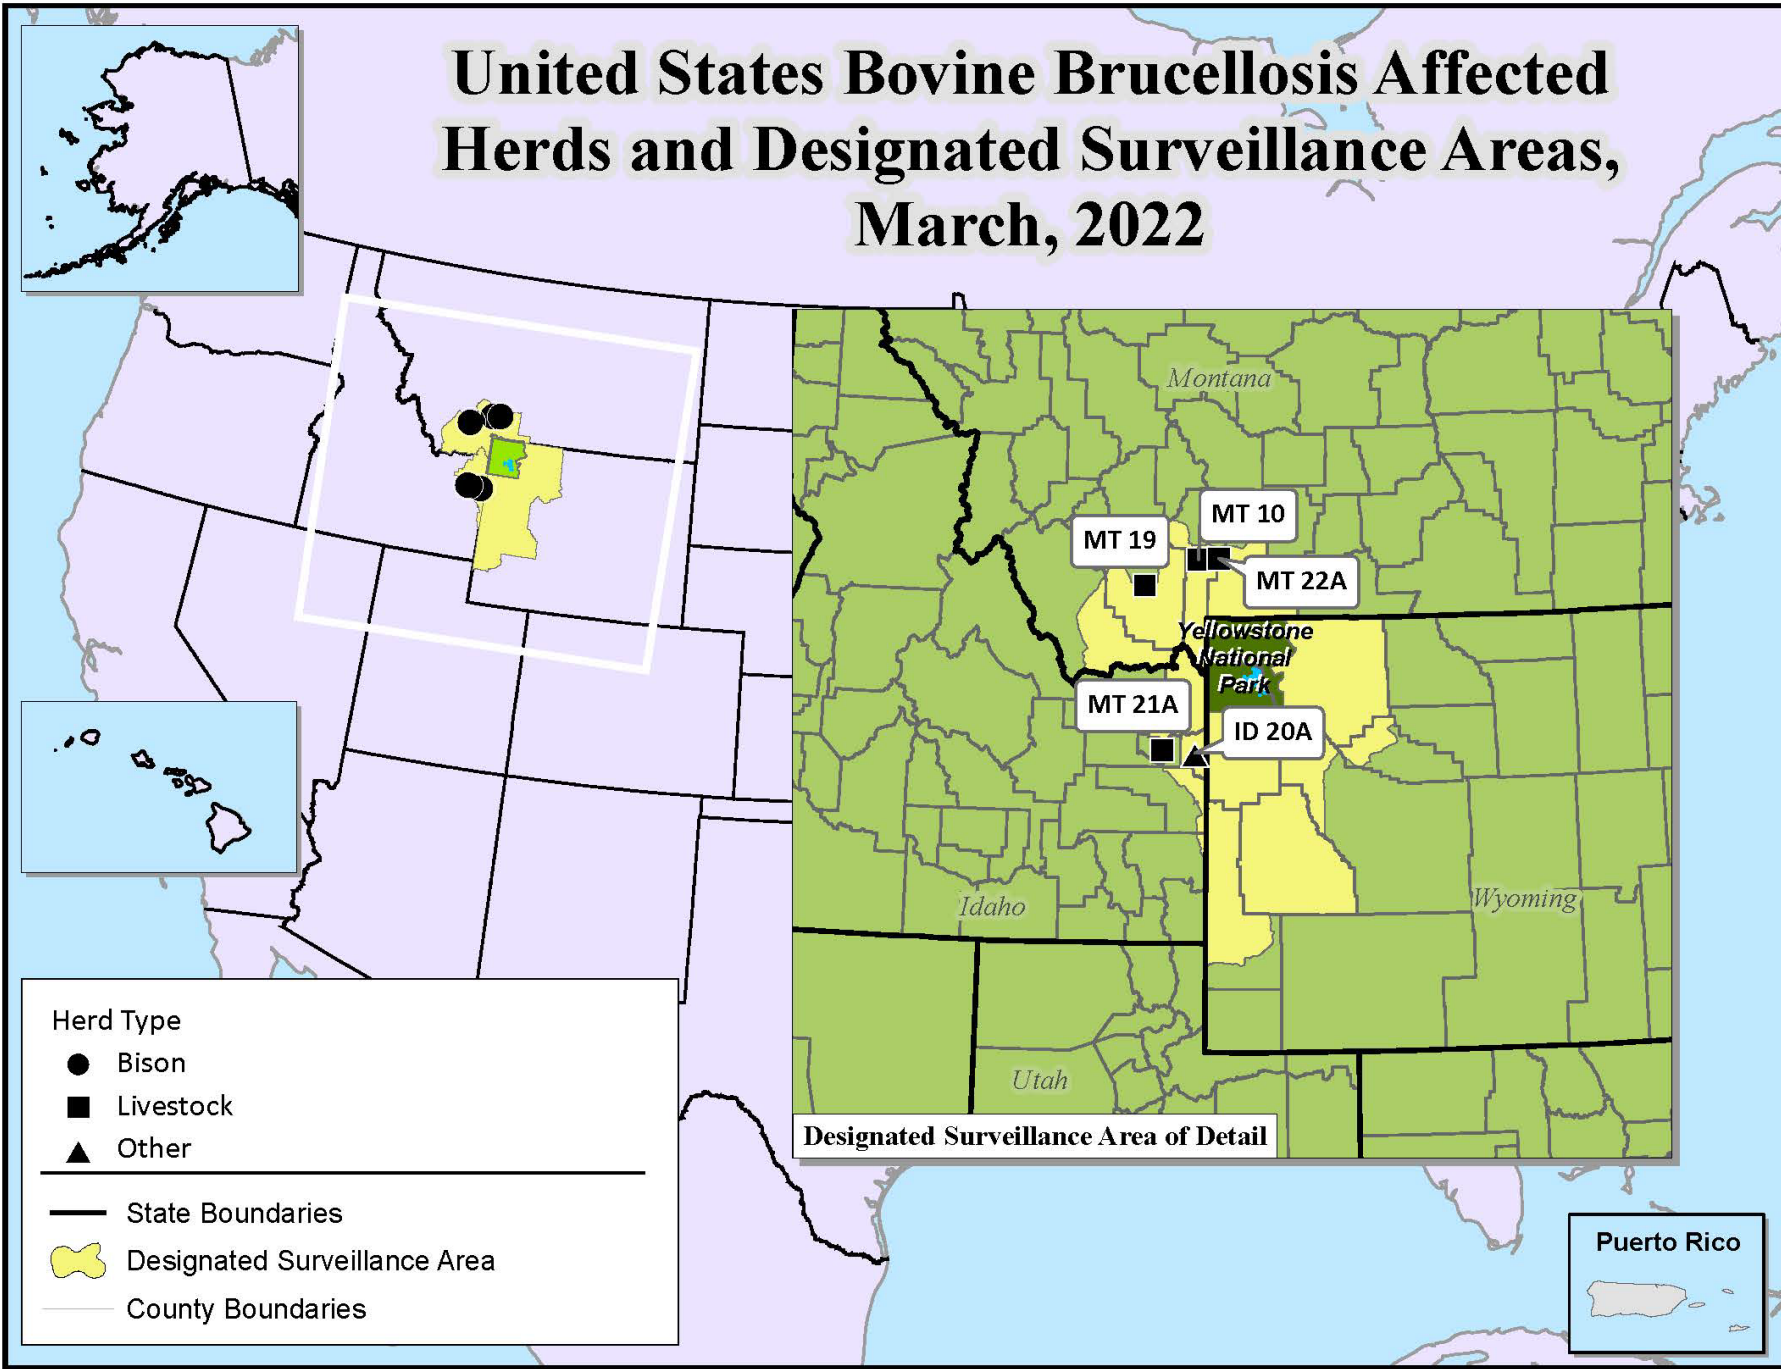 United States Bovine Brucellosis Affected
Herds and Designated Surveillance Areas,
March, 2022
Montana
MT 10
MT 19
MT 22A
Yellowstone
National
Park
MT 21A
ID 20A
Idaho
Wyoming
Utah
Designated Surveillance Area of Detail
Herd Type
Bison
Livestock
Other
State Boundaries
Designated Surveillance Area
County Boundaries
Puerto Rico